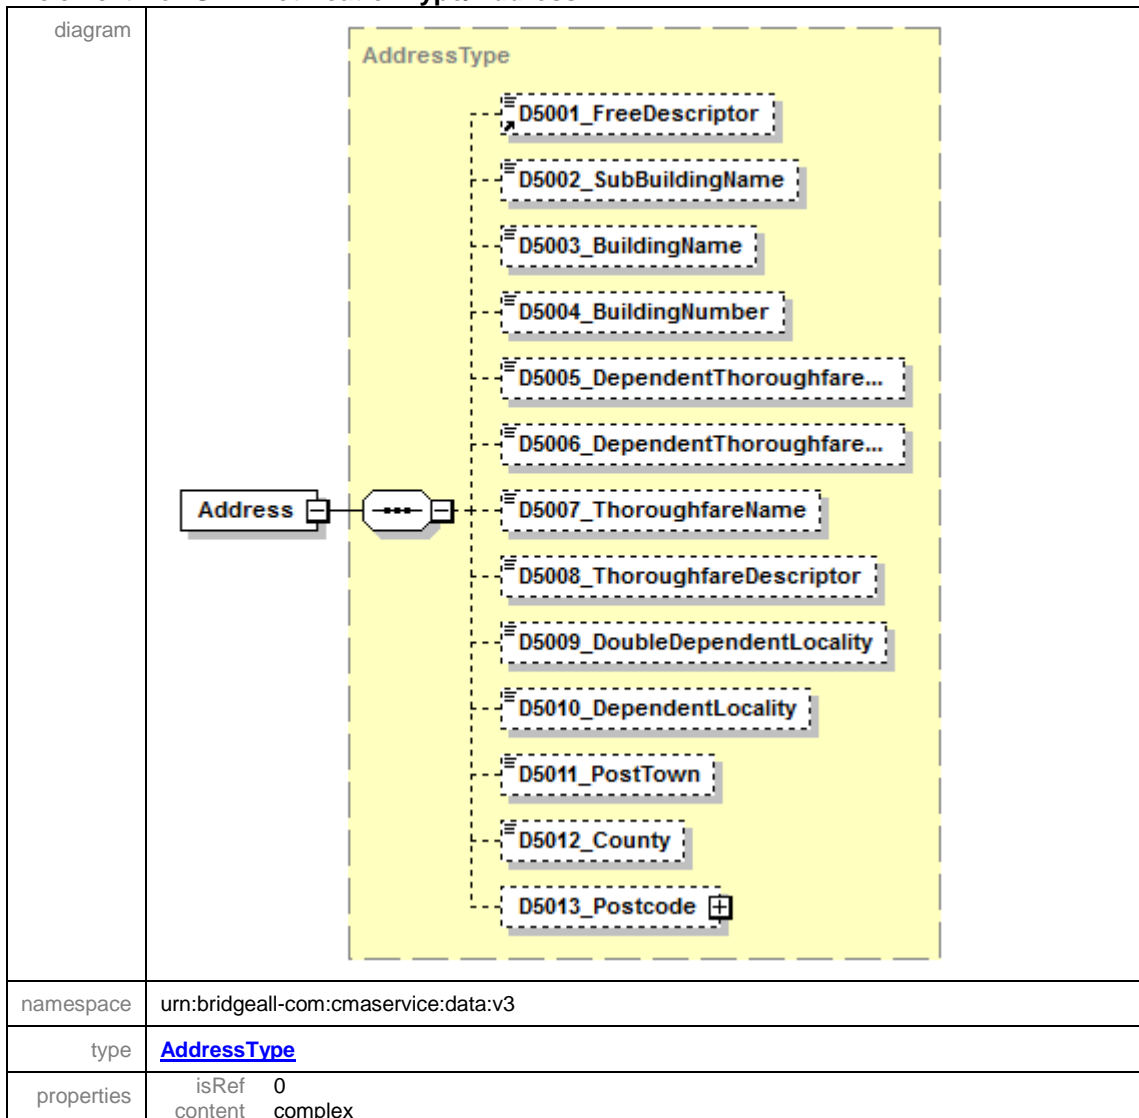 diagram
AddressType
D5001_FreeDescriptor
D5002_SubBuildingName
D5003_BuildingName
D5004_BuildingNumber
D5005_DependentThoroughfare...
D5006_DependentThoroughfare...
Address
D5007_ThoroughfareName
D5008_ThoroughfareDescriptor
D5009_DoubleDependentLocality
D5010_DependentLocality
D5011_PostTown
D5012_County
D5013_Postcode
namespace urn:bridgeall-com:cmaservice:data:v3
type AddressType
properties isRef 0
content complex